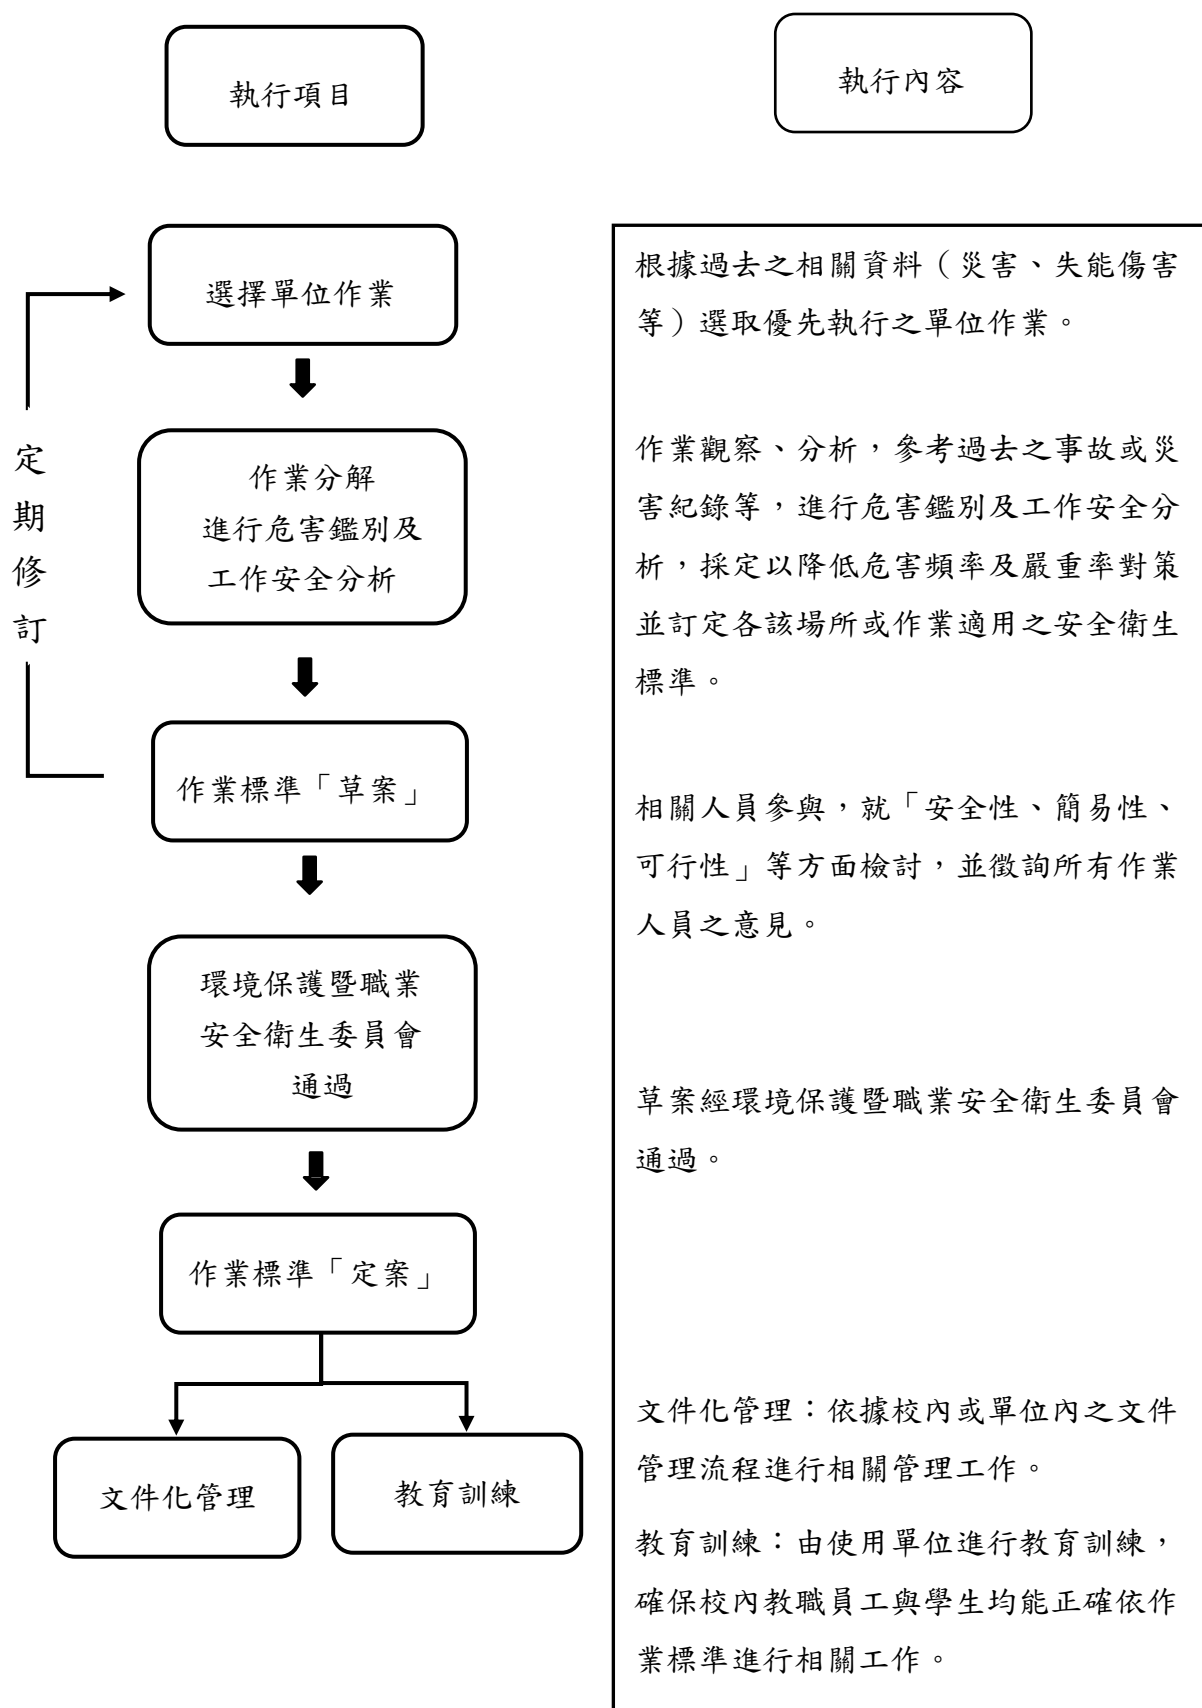 執行項目
執行內容
選擇單位作業
作業分解
進行危害鑑別及
工作安全分析
作業標準「草案」
環境保護暨職業
安全衛生委員會
通過
作業標準「定案」
文件化管理
教育訓練
定
期
修
訂
根據過去之相關資料（災害、失能傷害
等）選取優先執行之單位作業。
作業觀察、分析，參考過去之事故或災
害紀錄等，進行危害鑑別及工作安全分
析，採定以降低危害頻率及嚴重率對策
並訂定各該場所或作業適用之安全衛生
標準。
相關人員參與，就「安全性、簡易性、
可行性」等方面檢討，並徵詢所有作業
人員之意見。
草案經環境保護暨職業安全衛生委員會
通過。
文件化管理：依據校內或單位內之文件
管理流程進行相關管理工作。
教育訓練：由使用單位進行教育訓練，
確保校內教職員工與學生均能正確依作
業標準進行相關工作。